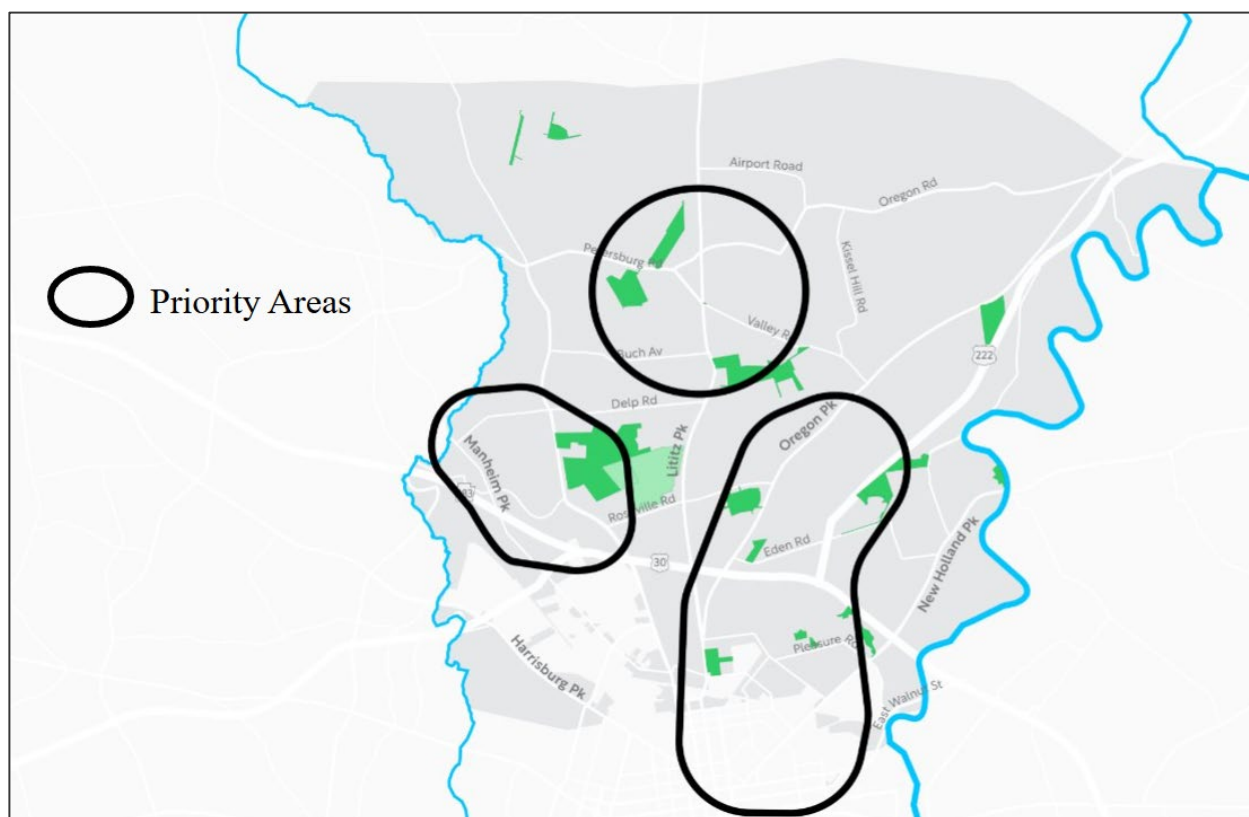 Airport Road
Oregon Rd
Petersburg Rd
Kissel Hill Rd
Priority Areas
Valley Rd
Buch Av
222
Delp Rd
Oregon Pk
Manheim Pk
Lititz Pk
Roseville Rd
Eden Rd
30
New Holland Pk
Pleasure Rd
Harrisburg Pk
East Walnut St